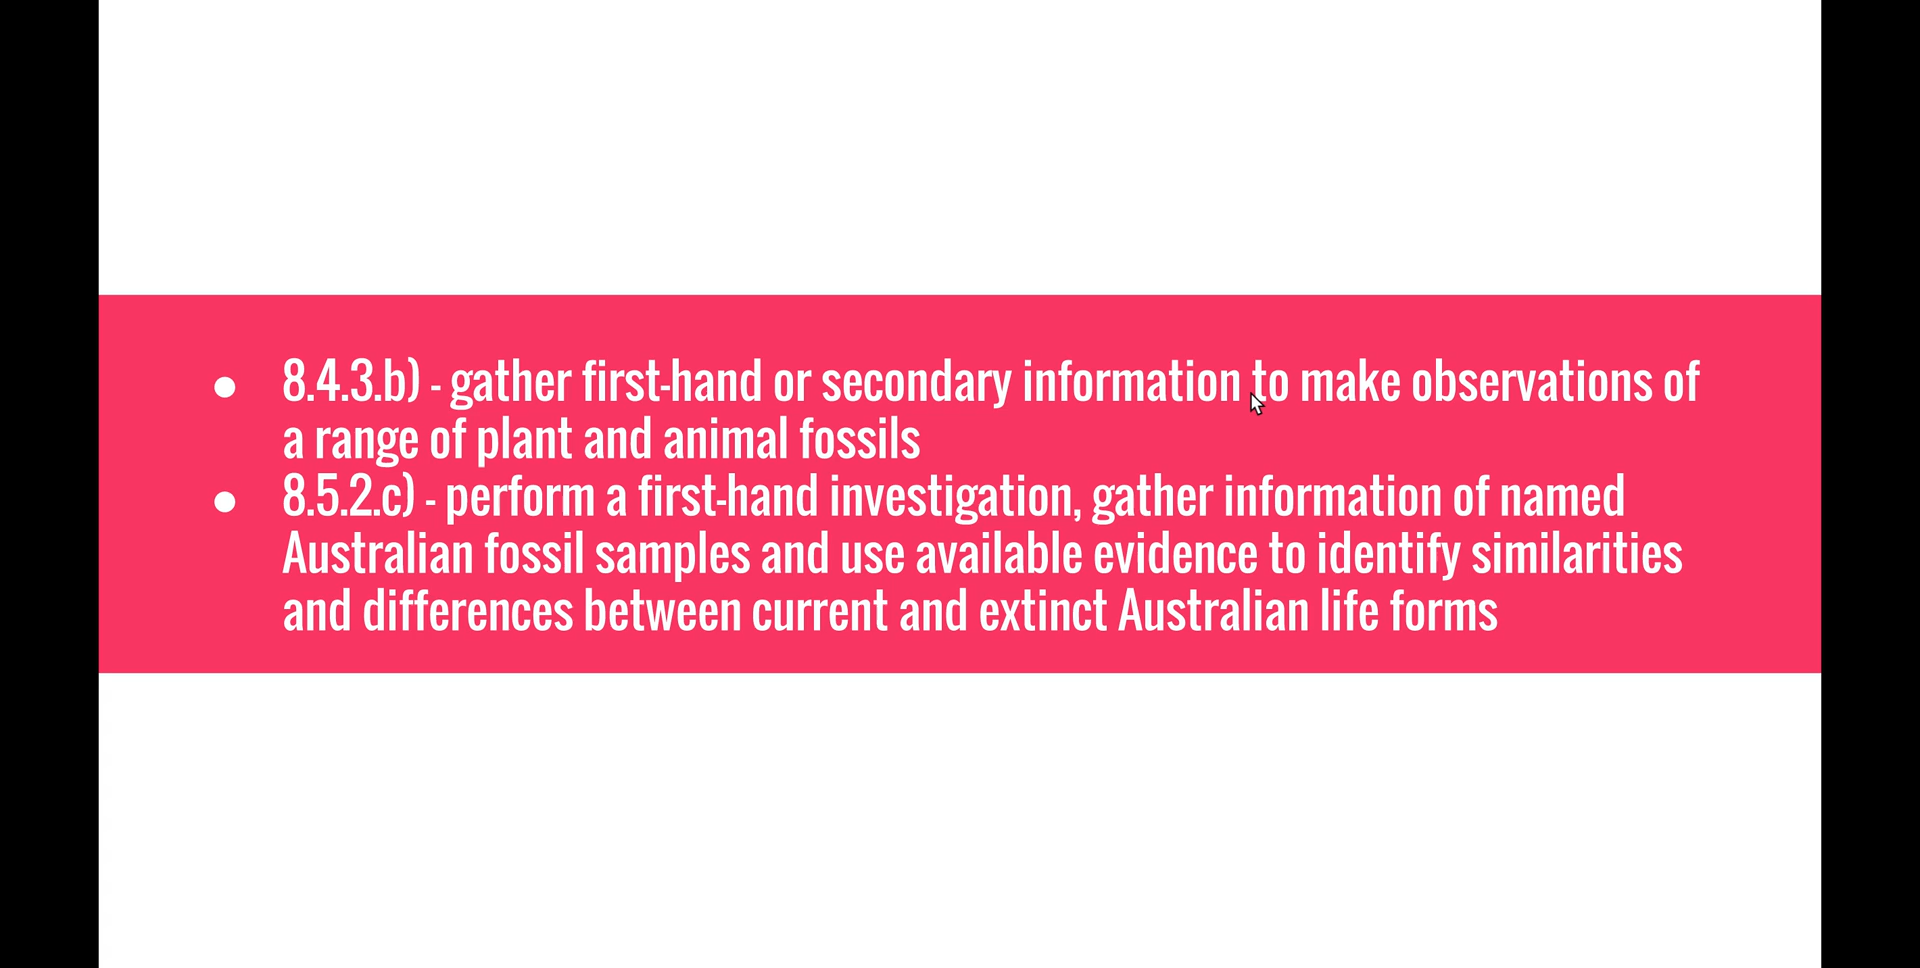 ● 8.4.3.b) - gather first-hand or secondary information to make observations of
a range of plant and animal fossils
● 8.5.2.c) - perform a first-hand investigation, gather information of named
Australian fossil samples and use available evidence to identify similarities
and differences between current and extinct Australian life forms